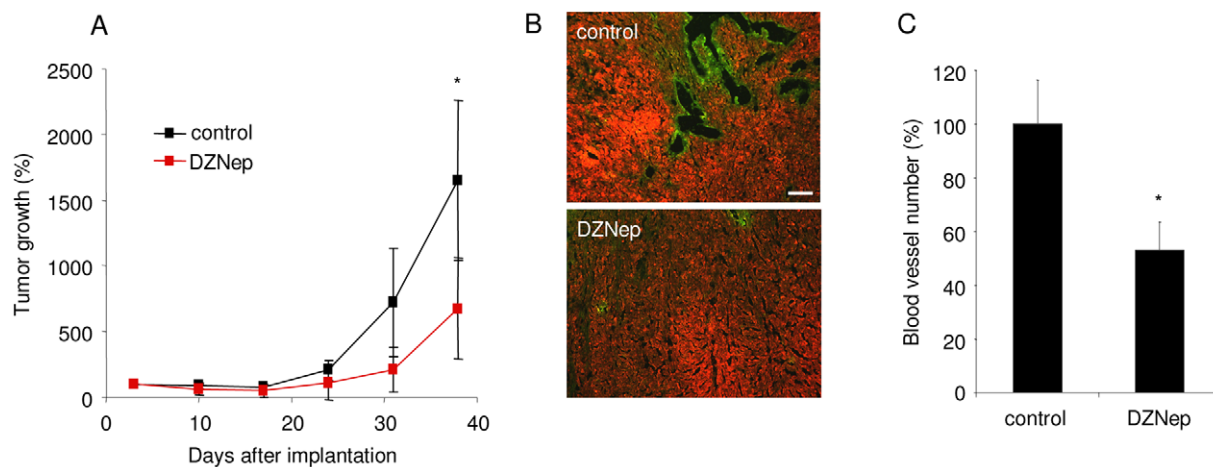 A
2500
2000
1500
1000
500
0
0 10 20 30 40
Tumor growth (%)
Days after implantation
control
DZNep
*
B
control
DZNep
C
120
100
80
60
40
20
0
Blood vessel number (%)
*
control DZNep